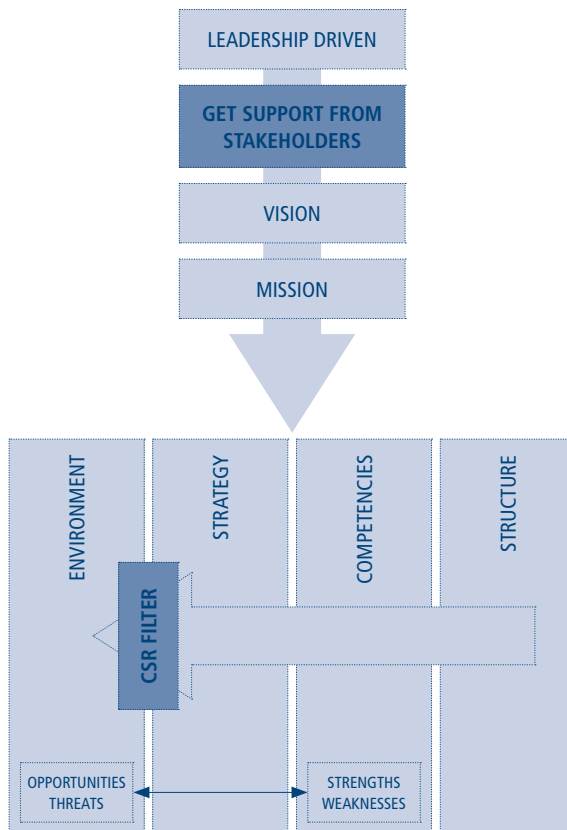 LEADERSHIP DRIVEN
GET SUPPORT FROM
STAKEHOLDERS
VISION
MISSION
ENVIRONMENT
STRATEGY
COMPETENCIES
STRUCTURE
CSR FILTER
OPPORTUNITIES
THREATS
STRENGTHS
WEAKNESSES